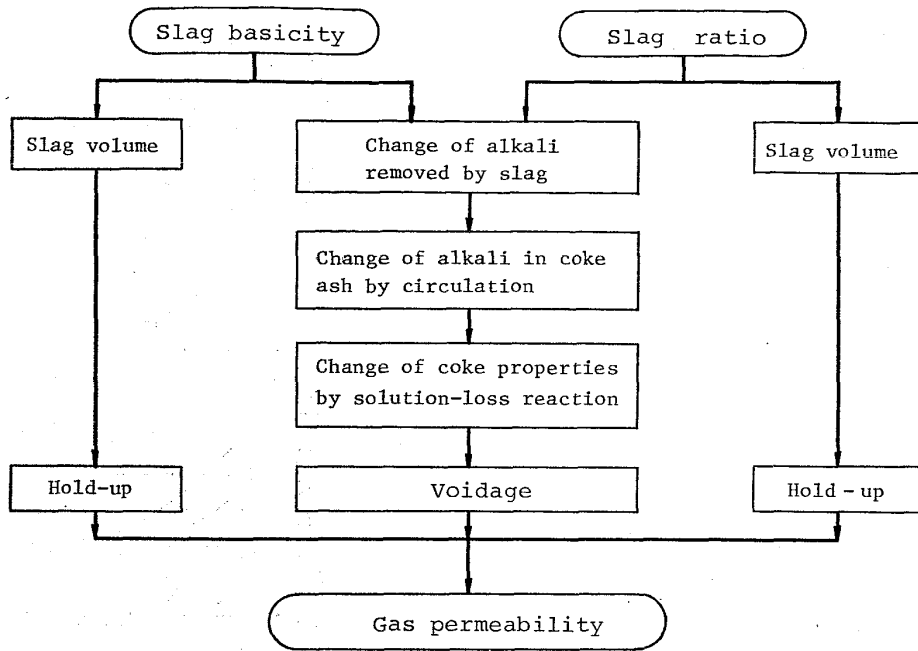 Slag basicity
Slag ratio
Slag volume
Change of alkali
removed by slag
Slag volume
Change of alkali in coke
ash by circulation
Change of coke properties
by solution-loss reaction
Hold-up
Voidage
Hold-up
Gas permeability